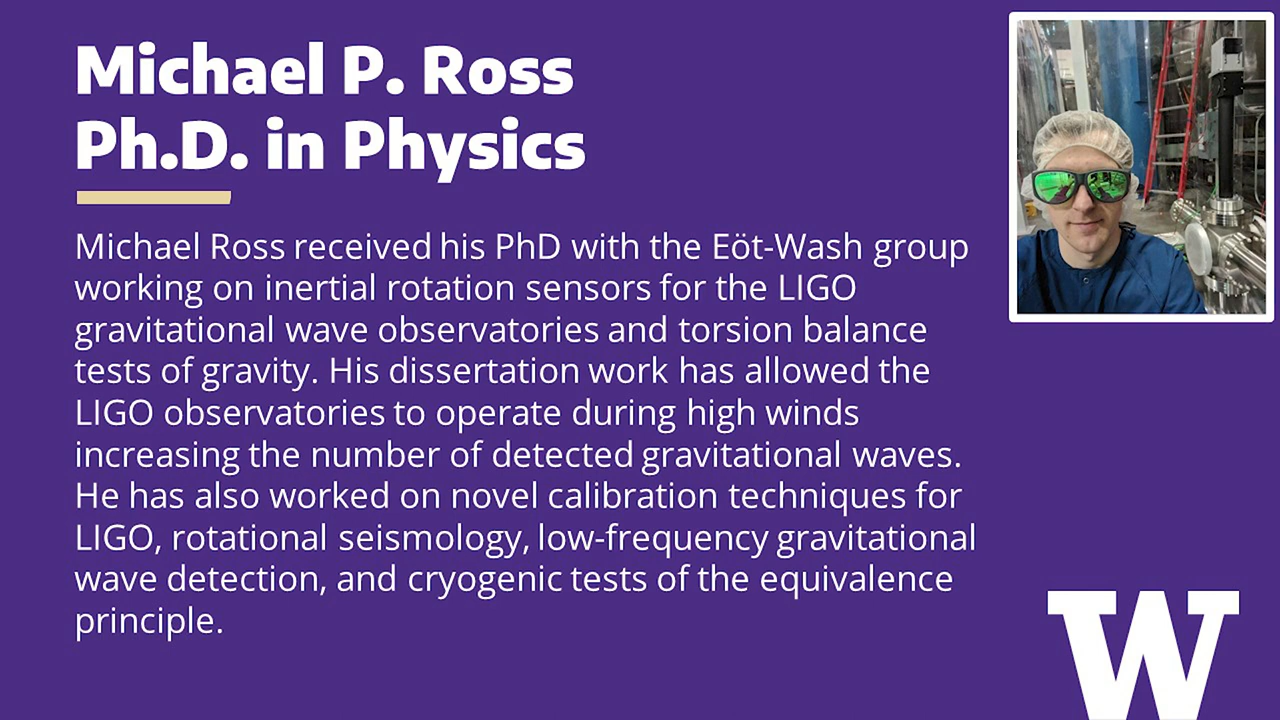 Michael P. Ross
Ph.D. in Physics
Michael Ross received his PhD with the Eöt-Wash group
working on inertial rotation sensors for the LIGO
gravitational wave observatories and torsion balance
tests of gravity. His dissertation work has allowed the
LIGO observatories to operate during high winds
increasing the number of detected gravitational waves.
He has also worked on novel calibration techniques for
LIGO, rotational seismology, low-frequency gravitational
wave detection, and cryogenic tests of the equivalence
principle.
W